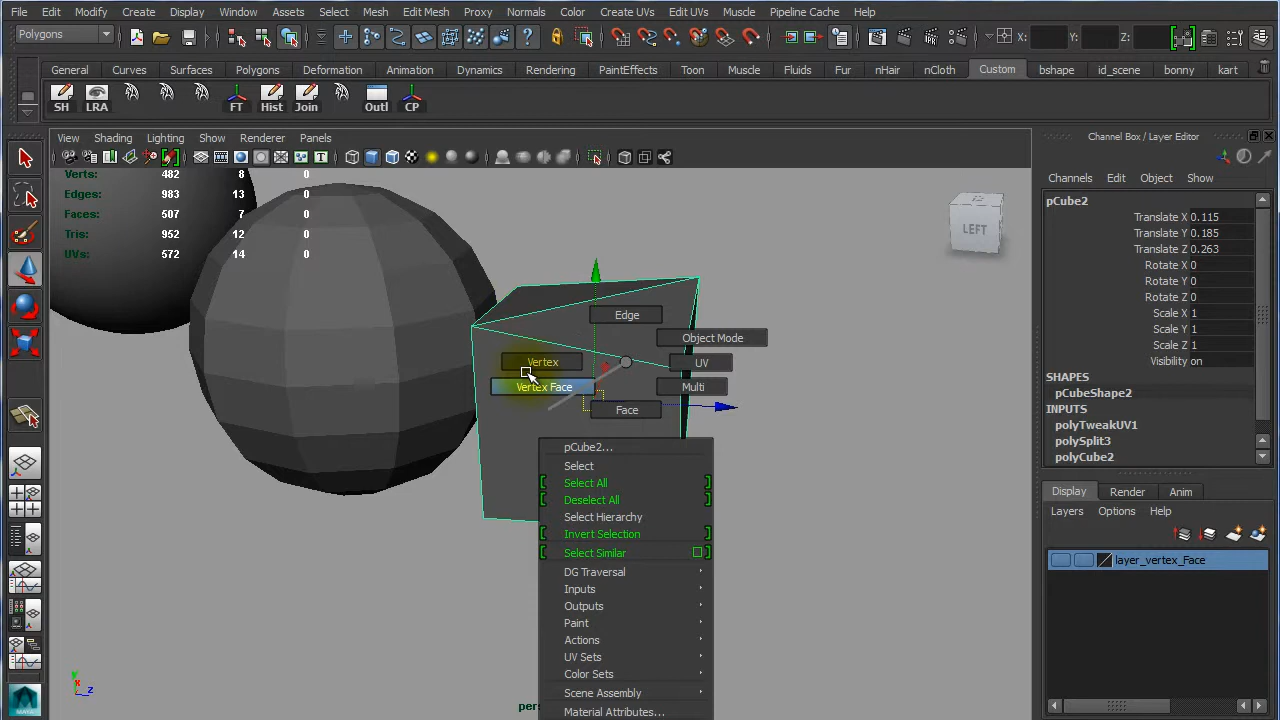 File Edit Modify Create Display Window Assets Select Mesh Edit Mesh Proxy Normals Color Create UVs Edit UVs Muscle Pipeline Cache Help
Polygons X: Y: Z:
General Curves Surfaces Polygons Deformation Animation Dynamics Rendering PaintEffects Toon Muscle Fluids Fur nHair nCloth Custom bshape id_scene bonny kart
SH LRA FT Hist Join Outl CP
View Shading Lighting Show Renderer Panels
Channel Box / Layer Editor
Verts: 482 8 0
Edges: 983 13 0
Faces: 507 7 0
Tris: 952 12 0
UVs: 572 14 0
LEFT
Channels Edit Object Show
pCube2
Translate X 0.115
Translate Y 0.185
Translate Z 0.263
Rotate X 0
Rotate Y 0
Rotate Z 0
Scale X 1
Scale Y 1
Scale Z 1
Visibility on
SHAPES
pCubeShape2
INPUTS
polyTweakUV1
polySplit3
polyCube2
Edge
Object Mode
Vertex
UV
Vertex Face
Multi
Face
pCube2...
Select
Select All
Deselect All
Select Hierarchy
Invert Selection
Select Similar
DG Traversal
Inputs
Outputs
Paint
Actions
UV Sets
Color Sets
Scene Assembly
Material Attributes...
Display Render Anim
Layers Options Help
layer_vertex_Face
y
z
pers